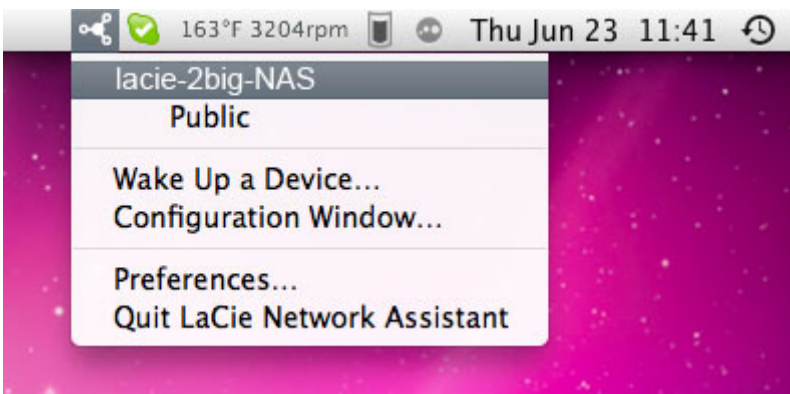 163°F 3204rpm Thu Jun 23 11:41
lacie-2big-NAS
Public
Wake Up a Device...
Configuration Window...
Preferences...
Quit LaCie Network Assistant